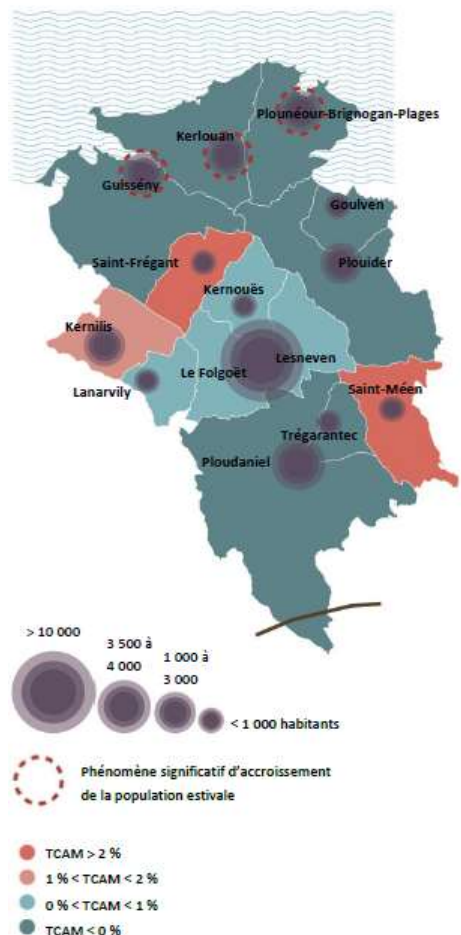 Plounéour-Brignogan-Plages
Kerlouan
Guissény
Goulven
Saint-Frégant
Plouider
Kernouës
Kernilis
Lesneven
Le Folgoët
Lanarvily
Saint-Méen
Trégarantec
Ploudaniel
> 10 000
3 500 à
4 000
1 000 à
3 000
< 1 000 habitants
Phénomène significatif d'accroissement
de la population estivale
TCAM > 2 %
1 % < TCAM < 2 %
0 % < TCAM < 1 %
TCAM < 0 %